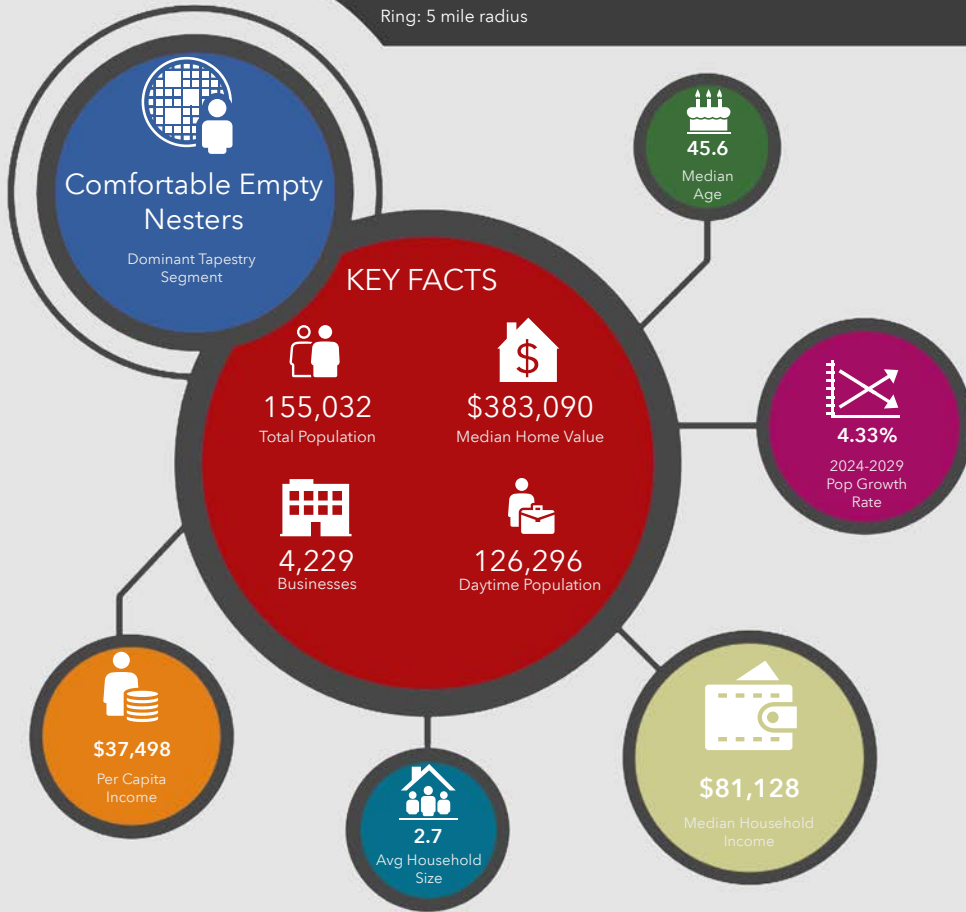 Ring: 5 mile radius
Comfortable Empty
Nesters
Dominant Tapestry
Segment
KEY FACTS
155,032
Total Population
$
$383,090
Median Home Value
4,229
Businesses
126,296
Daytime Population
45.6
Median
Age
4.33%
2024-2029
Pop Growth
Rate
$37,498
Per Capita
Income
2.7
Avg Household
Size
$81,128
Median Household
Income